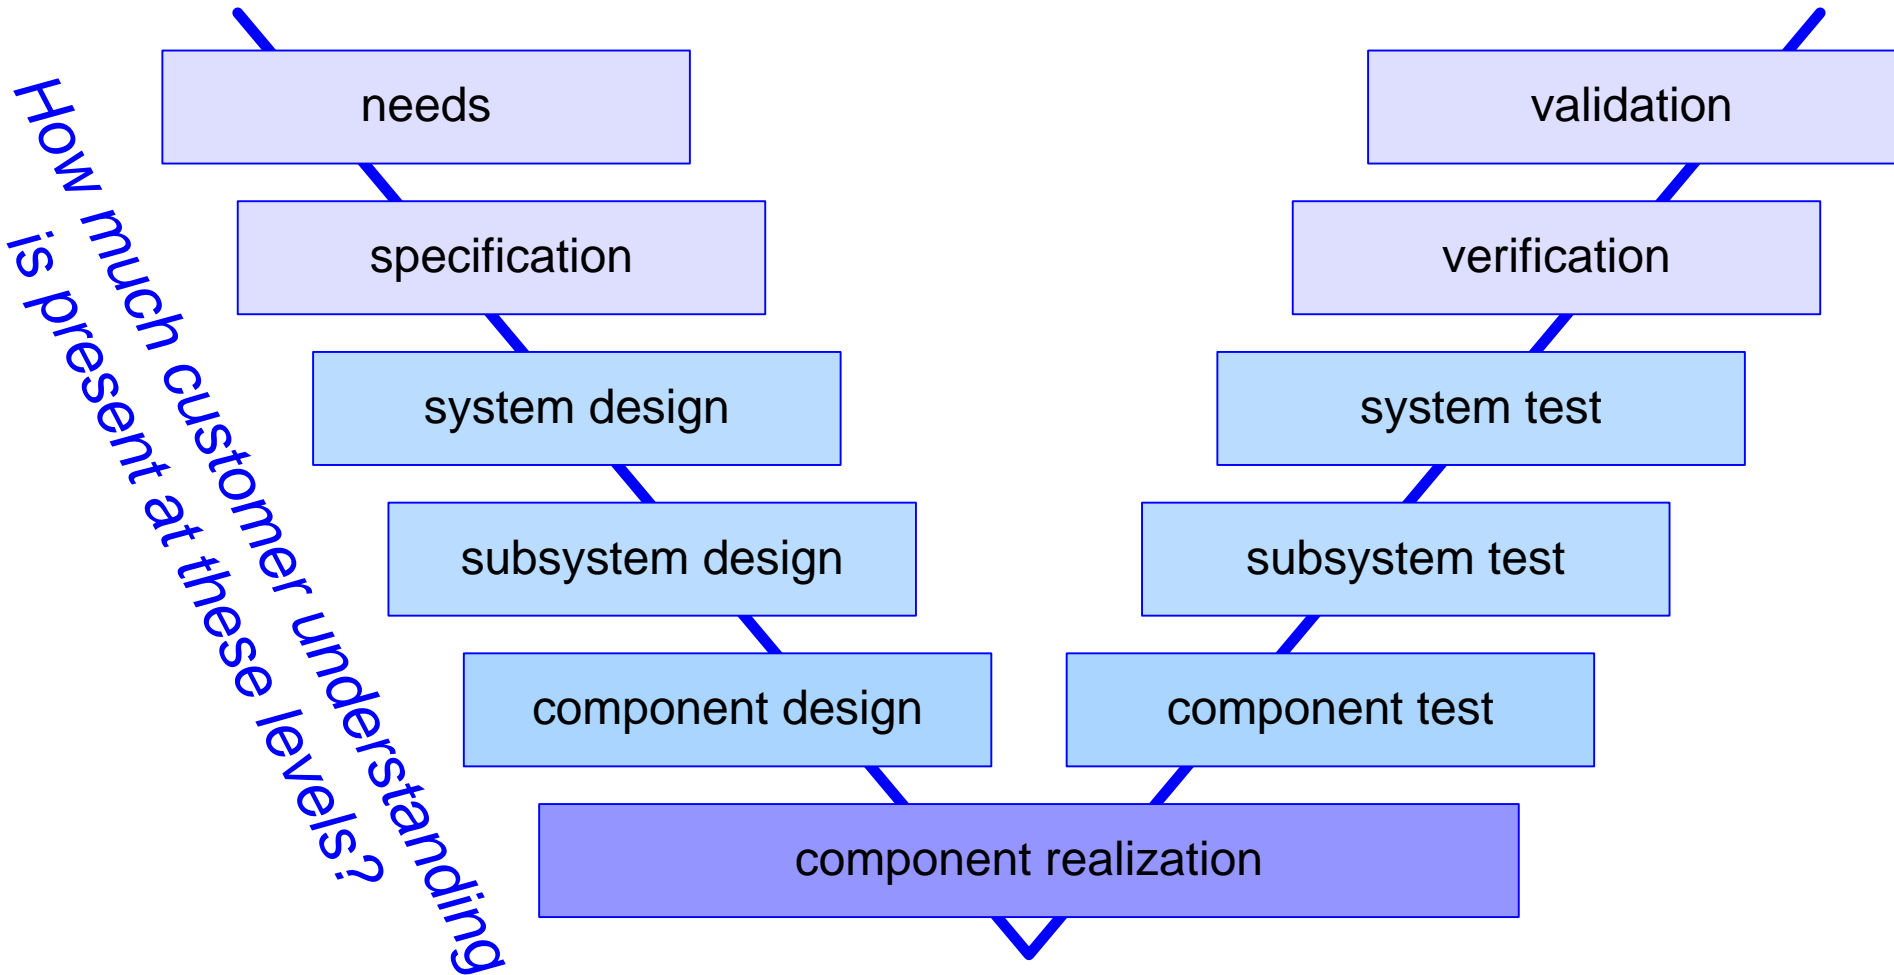 How much customer understanding
is present at these levels?
needs
validation
specification
verification
system design
system test
subsystem design
subsystem test
component design
component test
component realization